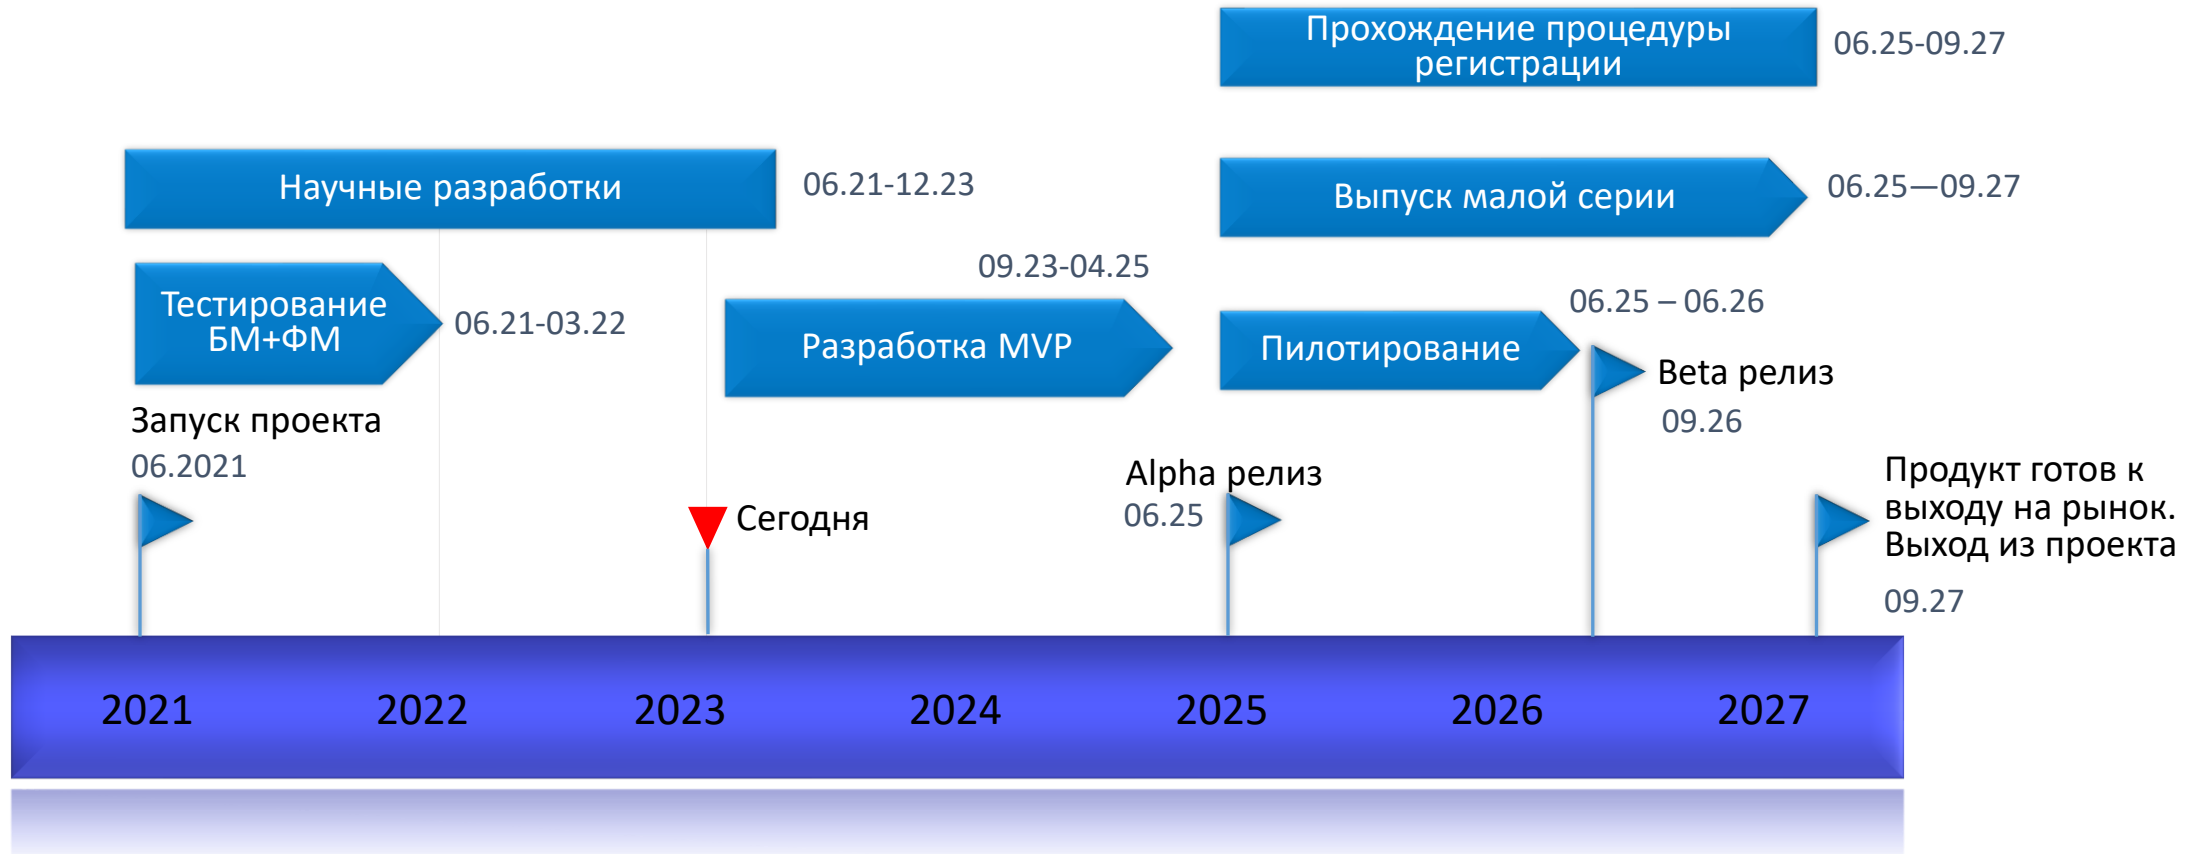 Прохождение процедуры
регистрации
06.25-09.27
Научные разработки
06.21-12.23
Выпуск малой серии
06.25—09.27
Тестирование
БМ+ФМ
06.21-03.22
09.23-04.25
Разработка MVP
06.25 – 06.26
Пилотирование
Beta релиз
09.26
Запуск проекта
06.2021
Сегодня
Alpha релиз
06.25
Продукт готов к
выходу на рынок.
Выход из проекта
09.27
2021
2022
2023
2024
2025
2026
2027